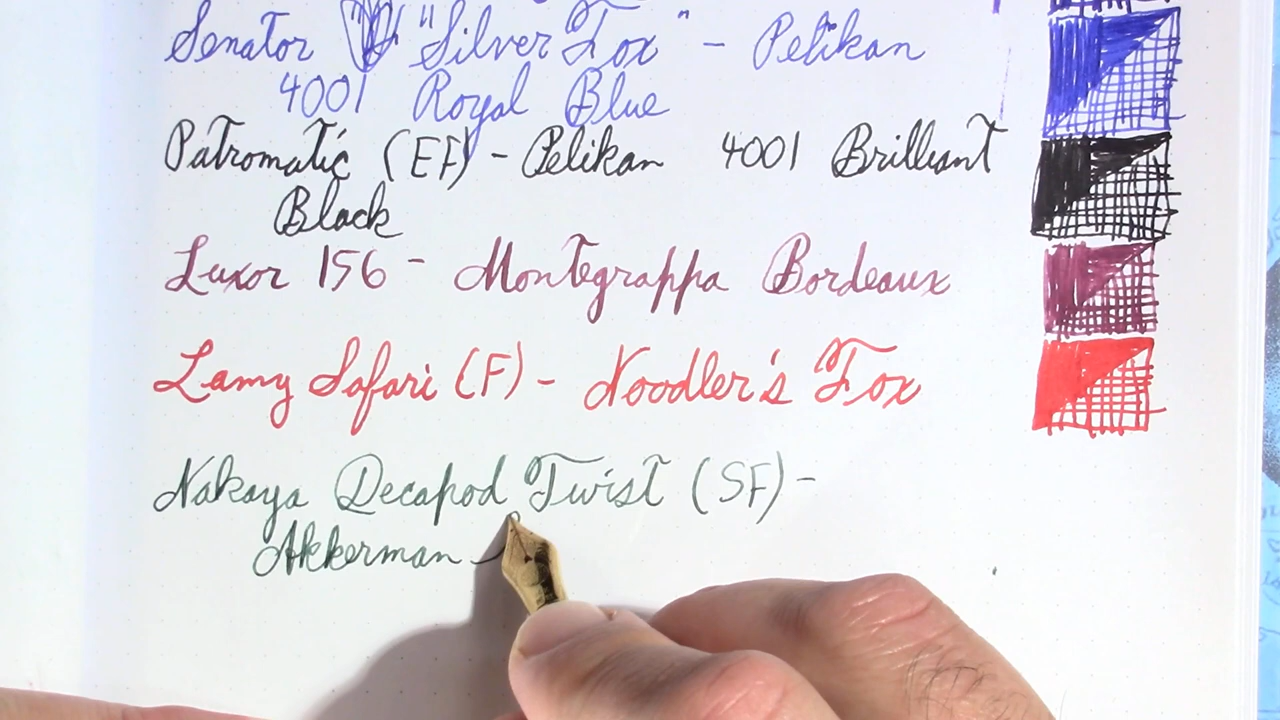 Senator "Silver Fox" - Pelikan
4001 Royal Blue
Patromatic (EF) - Pelikan 4001 Brilliant
Black
Luxor 156 - Montegrappa Bordeaux
Lamy Safari (F) - Noodler's Fox
Nakaya Decapod Twist (SF) -
Akkerman